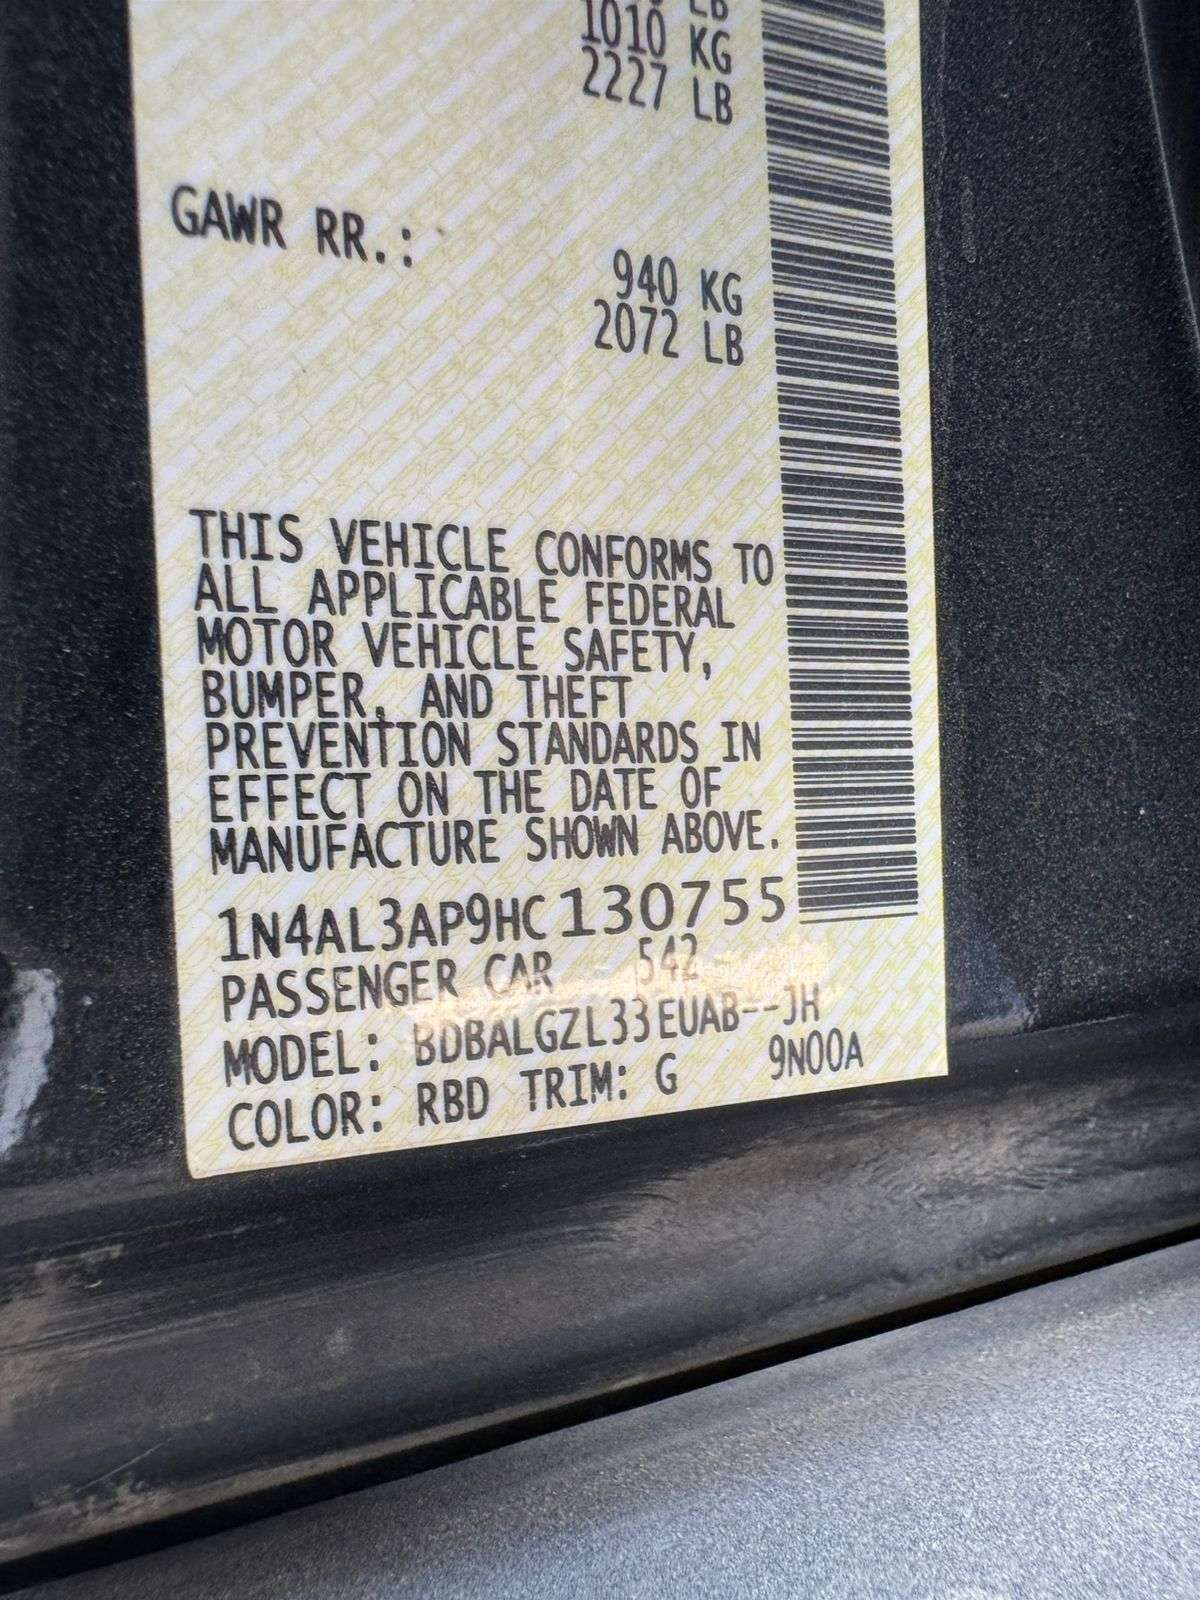 LB
1010 KG
2227 LB
GAWR RR.:
940 KG
2072 LB
THIS VEHICLE CONFORMS TO
ALL APPLICABLE FEDERAL
MOTOR VEHICLE SAFETY,
BUMPER, AND THEFT
PREVENTION STANDARDS IN
EFFECT ON THE DATE OF
MANUFACTURE SHOWN ABOVE.
1N4AL3AP9HC130755
PASSENGER CAR 542
MODEL: BDBALGZL33EUAB--JH
COLOR: RBD TRIM: G 9N00A